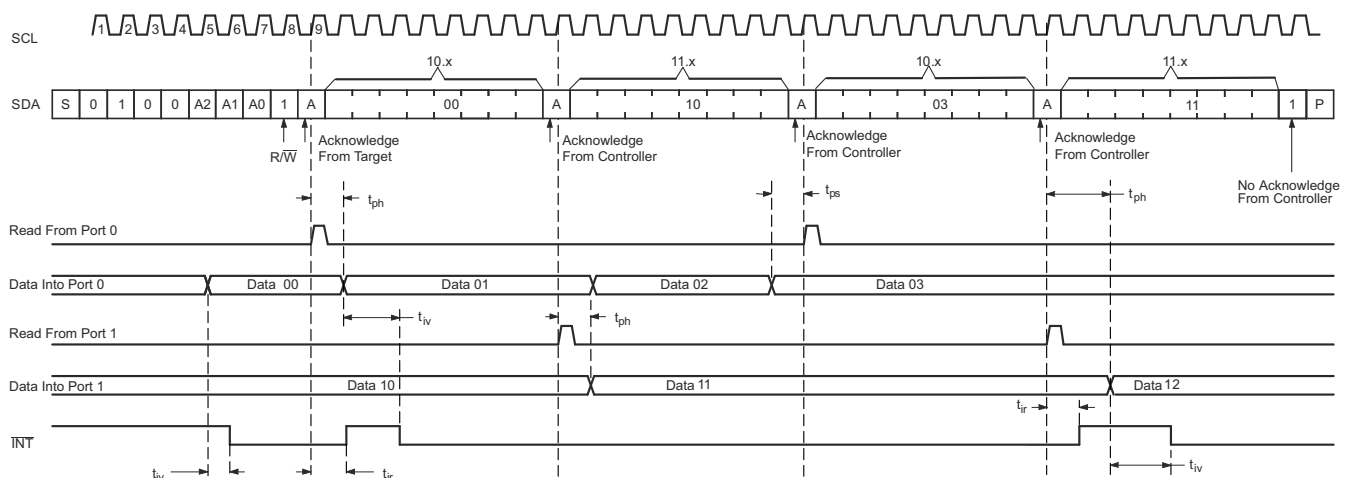 SCL 1 2 3 4 5 6 7 8 9
10.x 11.x 10.x 11.x
SDA S 0 1 0 0 A2 A1 A0 1 A 00 A 10 A 03 A 11 1 P
R/W
Acknowledge
From Target
Acknowledge
From Controller
Acknowledge
From Controller
Acknowledge
From Controller
No Acknowledge
From Controller
tph tps tph
Read From Port 0
Data Into Port 0 Data 00 Data 01 Data 02 Data 03
tiv tph
Read From Port 1
Data Into Port 1 Data 10 Data 11 Data 12
tir
INT
tiv tir tiv